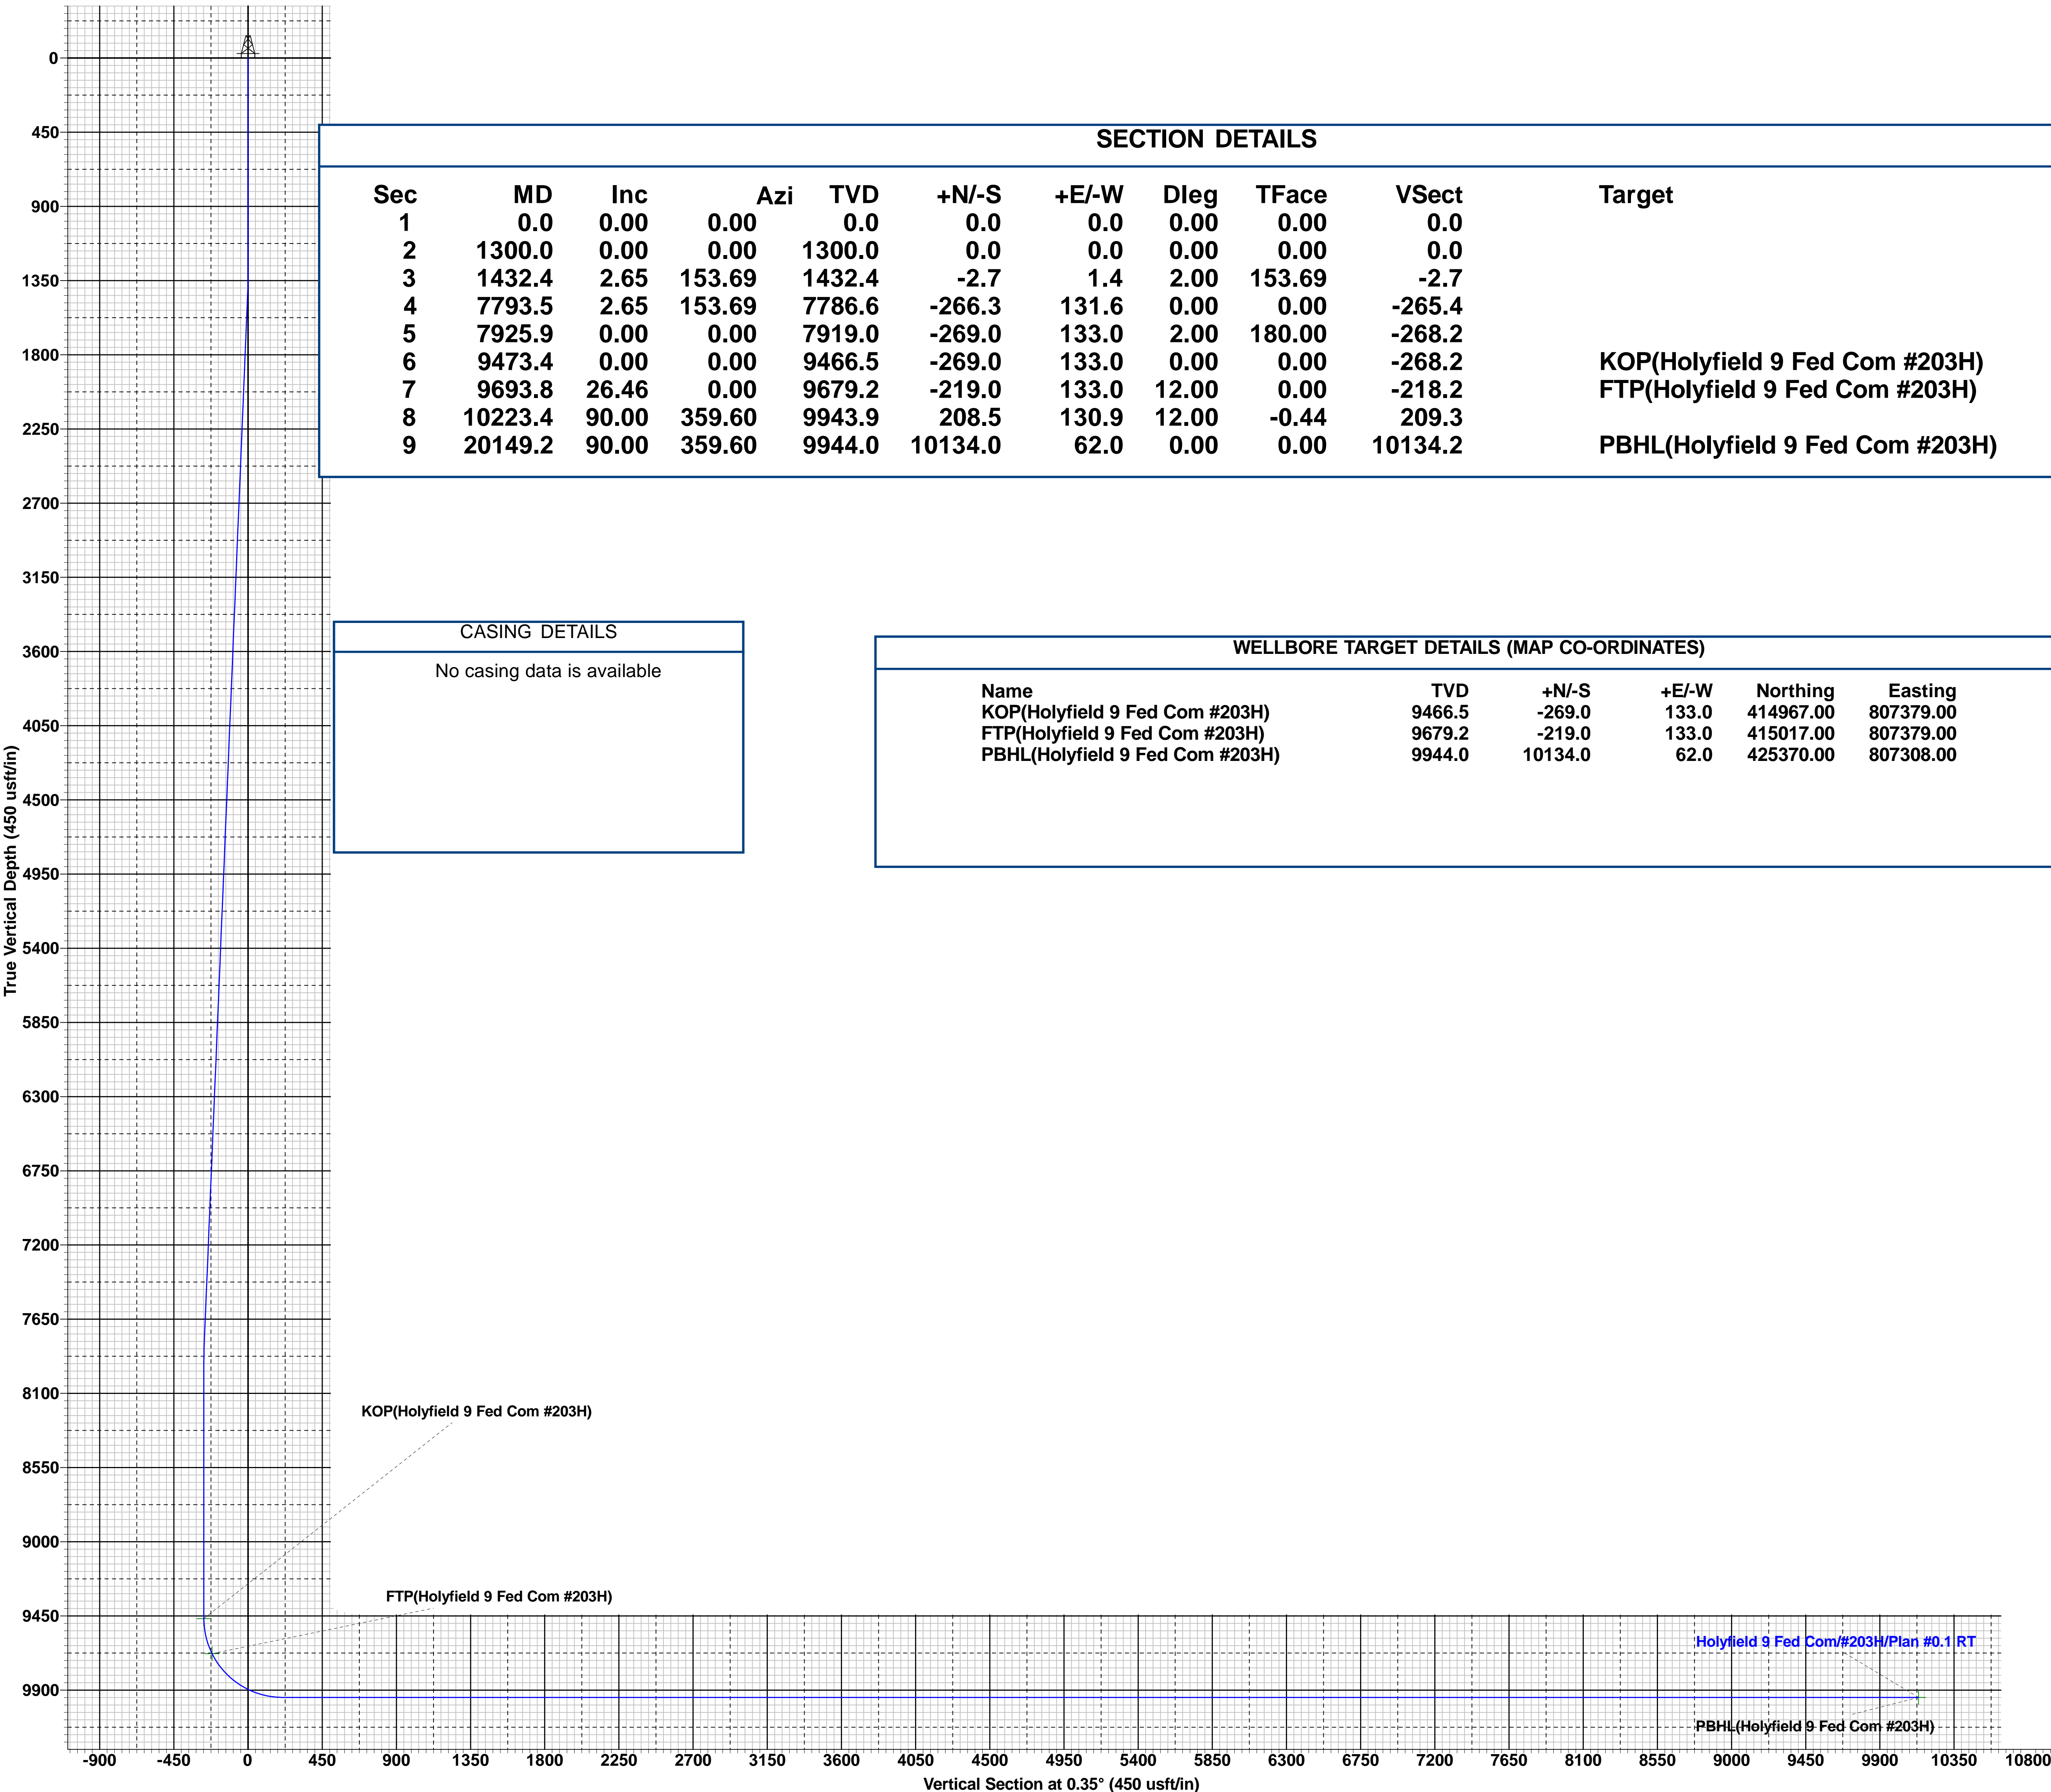 0
450
900
1350
1800
2250
2700
3150
3600
4050
4500
4950
5400
5850
6300
6750
7200
7650
8100
8550
9000
9450
9900
True Vertical Depth (450 usft/in)
SECTION DETAILS
Sec MD Inc Azi TVD +N/-S +E/-W Dleg TFace VSect Target
1 0.0 0.00 0.00 0.0 0.0 0.0 0.00 0.00 0.0
2 1300.0 0.00 0.00 1300.0 0.0 0.0 0.00 0.00 0.0
3 1432.4 2.65 153.69 1432.4 -2.7 1.4 2.00 153.69 -2.7
4 7793.5 2.65 153.69 7786.6 -266.3 131.6 0.00 0.00 -265.4
5 7925.9 0.00 0.00 7919.0 -269.0 133.0 2.00 180.00 -268.2
6 9473.4 0.00 0.00 9466.5 -269.0 133.0 0.00 0.00 -268.2 KOP(Holyfield 9 Fed Com #203H)
7 9693.8 26.46 0.00 9679.2 -219.0 133.0 12.00 0.00 -218.2 FTP(Holyfield 9 Fed Com #203H)
8 10223.4 90.00 359.60 9943.9 208.5 130.9 12.00 -0.44 209.3
9 20149.2 90.00 359.60 9944.0 10134.0 62.0 0.00 0.00 10134.2 PBHL(Holyfield 9 Fed Com #203H)
CASING DETAILS
No casing data is available
WELLBORE TARGET DETAILS (MAP CO-ORDINATES)
Name TVD +N/-S +E/-W Northing Easting
KOP(Holyfield 9 Fed Com #203H) 9466.5 -269.0 133.0 414967.00 807379.00
FTP(Holyfield 9 Fed Com #203H) 9679.2 -219.0 133.0 415017.00 807379.00
PBHL(Holyfield 9 Fed Com #203H) 9944.0 10134.0 62.0 425370.00 807308.00
KOP(Holyfield 9 Fed Com #203H)
FTP(Holyfield 9 Fed Com #203H)
Holyfield 9 Fed Com/#203H/Plan #0.1 RT
PBHL(Holyfield 9 Fed Com #203H)
-900 -450 0 450 900 1350 1800 2250 2700 3150 3600 4050 4500 4950 5400 5850 6300 6750 7200 7650 8100 8550 9000 9450 9900 10350 10800
Vertical Section at 0.35° (450 usft/in)